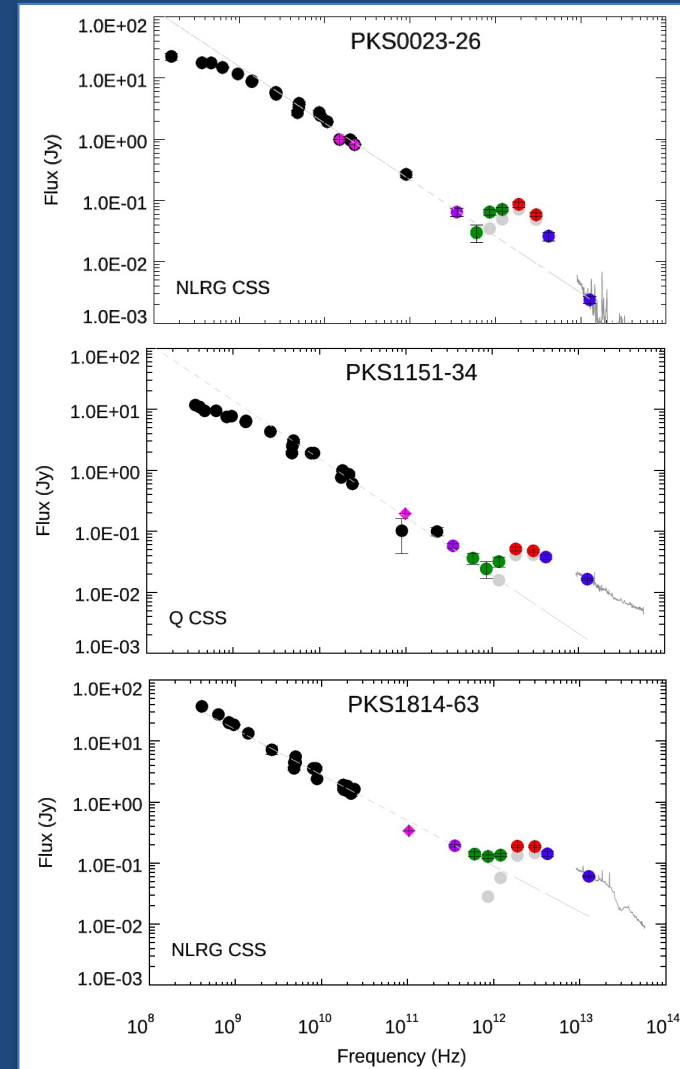 PKS0023-26
1.0E+02
1.0E+01
1.0E+00
1.0E-01
1.0E-02
1.0E-03
Flux (Jy)
NLRG CSS
PKS1151-34
1.0E+02
1.0E+01
1.0E+00
1.0E-01
1.0E-02
1.0E-03
Flux (Jy)
Q CSS
PKS1814-63
1.0E+02
1.0E+01
1.0E+00
1.0E-01
1.0E-02
1.0E-03
Flux (Jy)
NLRG CSS
10⁸ 10⁹ 10¹⁰ 10¹¹ 10¹² 10¹³ 10¹⁴
Frequency (Hz)